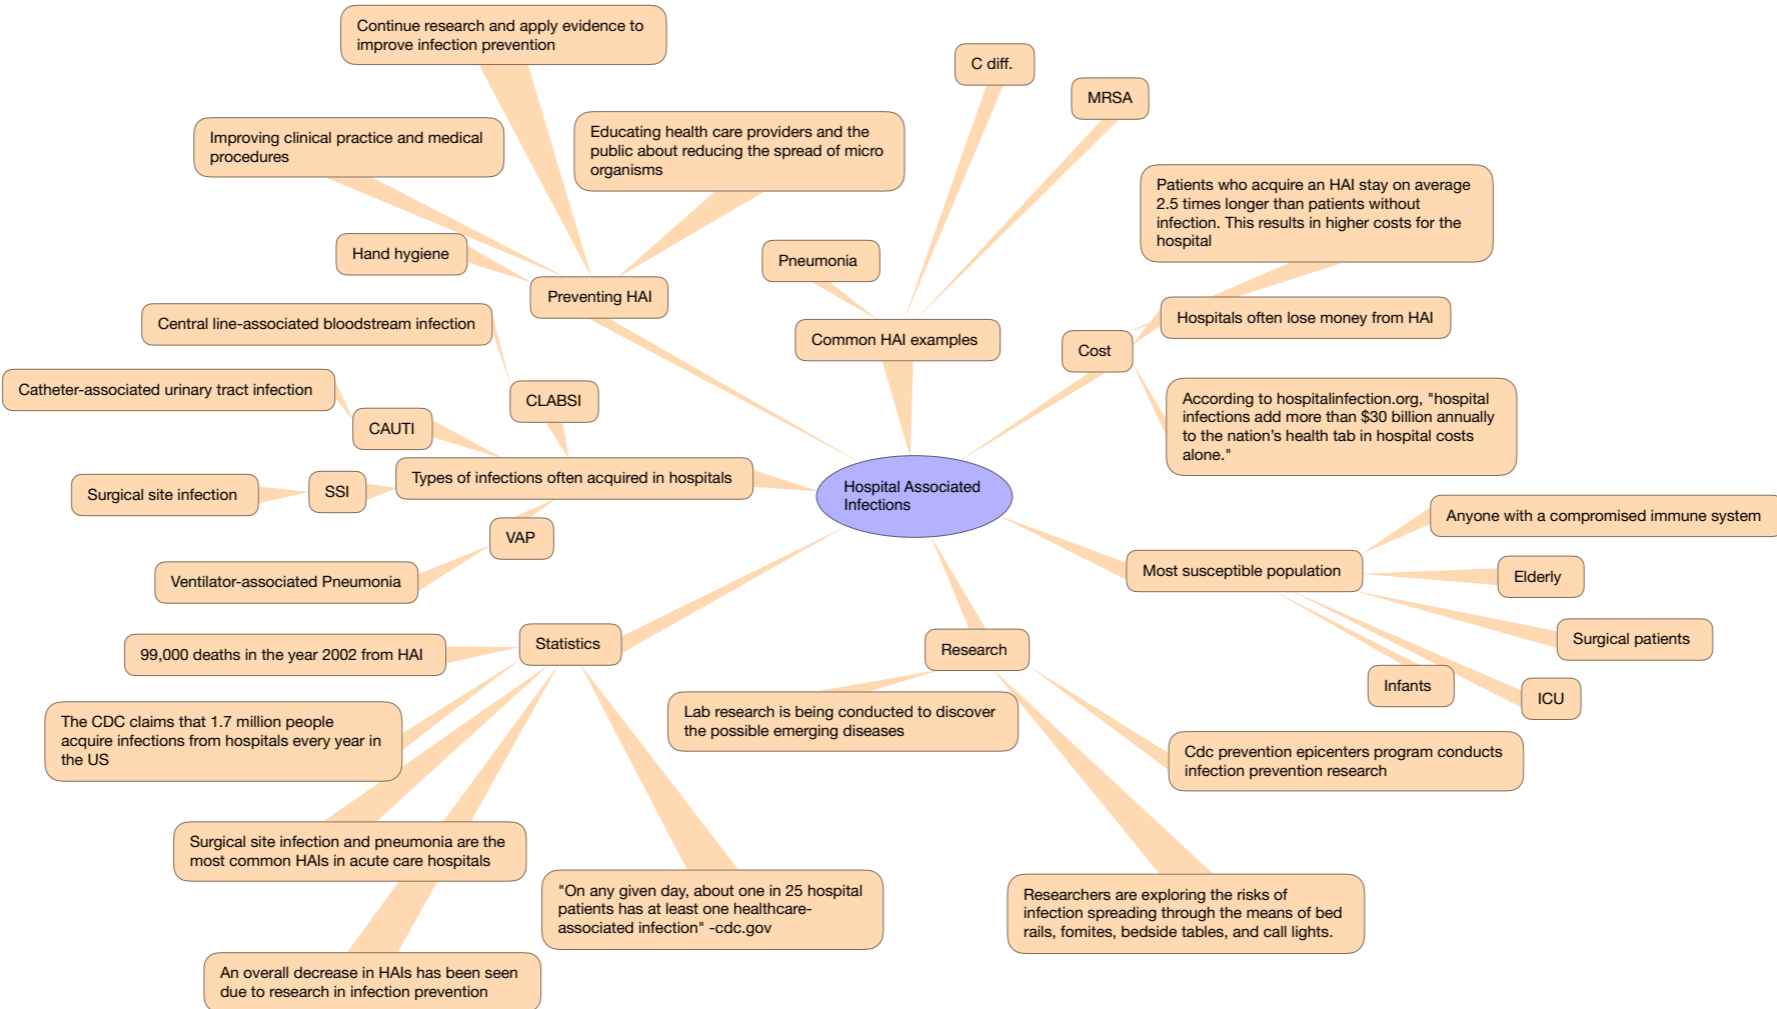 Continue research and apply evidence to
improve infection prevention
C diff.
MRSA
Improving clinical practice and medical
procedures
Educating health care providers and the
public about reducing the spread of micro
organisms
Patients who acquire an HAI stay on average
2.5 times longer than patients without
infection. This results in higher costs for the
hospital
Hand hygiene
Pneumonia
Preventing HAI
Central line-associated bloodstream infection
Common HAI examples
Hospitals often lose money from HAI
Cost
Catheter-associated urinary tract infection
CLABSI
According to hospitalinfection.org, "hospital
infections add more than $30 billion annually
to the nation's health tab in hospital costs
alone."
CAUTI
Types of infections often acquired in hospitals
Surgical site infection
SSI
Hospital Associated
Infections
VAP
Anyone with a compromised immune system
Ventilator-associated Pneumonia
Most susceptible population
Elderly
Surgical patients
Infants
ICU
99,000 deaths in the year 2002 from HAI
Statistics
Research
The CDC claims that 1.7 million people
acquire infections from hospitals every year in
the US
Lab research is being conducted to discover
the possible emerging diseases
Cdc prevention epicenters program conducts
infection prevention research
Surgical site infection and pneumonia are the
most common HAIs in acute care hospitals
"On any given day, about one in 25 hospital
patients has at least one healthcare-
associated infection" -cdc.gov
Researchers are exploring the risks of
infection spreading through the means of bed
rails, fomites, bedside tables, and call lights.
An overall decrease in HAIs has been seen
due to research in infection prevention